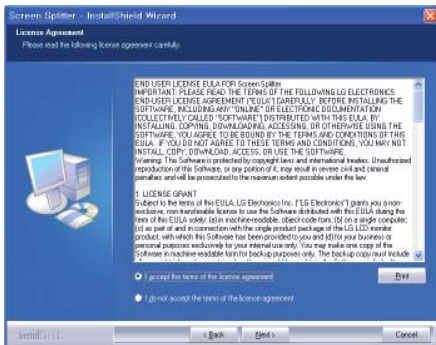 Screen Splitter - InstallShield Wizard
License Agreement
Please read the following license agreement carefully.
END USER LICENSE EULA FOR Screen Splitter
IMPORTANT: PLEASE READ THE TERMS OF THE FOLLOWING LG ELECTRONICS
END-USER LICENSE AGREEMENT ("EULA") CAREFULLY. BEFORE INSTALLING THE
SOFTWARE, INCLUDING ANY "ONLINE" OR ELECTRONIC DOCUMENTATION
(COLLECTIVELY CALLED "SOFTWARE") DISTRIBUTED WITH THIS EULA. BY
INSTALLING, COPYING, DOWNLOADING, ACCESSING, OR OTHERWISE USING THE
SOFTWARE, YOU AGREE TO BE BOUND BY THE TERMS AND CONDITIONS OF THIS
EULA. IF YOU DO NOT AGREE TO THESE TERMS AND CONDITIONS, YOU MAY NOT
INSTALL, COPY, DOWNLOAD, ACCESS, OR USE THE SOFTWARE.
Warning: This Software is protected by copyright laws and international treaties. Unauthorized
reproduction of this Software, or any portion of it, may result in severe civil and criminal
penalties and will be prosecuted to the maximum extent possible under the law.
1. LICENSE GRANT
Subject to the terms of this EULA, LG Electronics Inc. ("LG Electronics") grants you a non-
exclusive, non-transferable license to use the Software distributed with this EULA during the
term of this EULA solely: (a) in machine-readable, object-code form; (b) on a single computer;
(c) as part of and in connection with the single product package of the LG LCD monitor
product, with which this Software has been provided to you and (d) for your business or
personal purposes exclusively for your internal use only. You may make one copy of the
Software in machine-readable form for backup purposes only. The backup copy must include
I accept the terms of the license agreement
Print
I do not accept the terms of the license agreement
InstallShield
< Back
Next >
Cancel